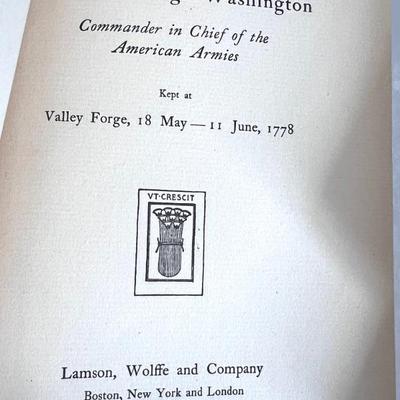 Washington
Commander in Chief of the
American Armies
Kept at
Valley Forge, 18 May — 11 June, 1778
VT·CRESCIT
Lamson, Wolffe and Company
Boston, New York and London